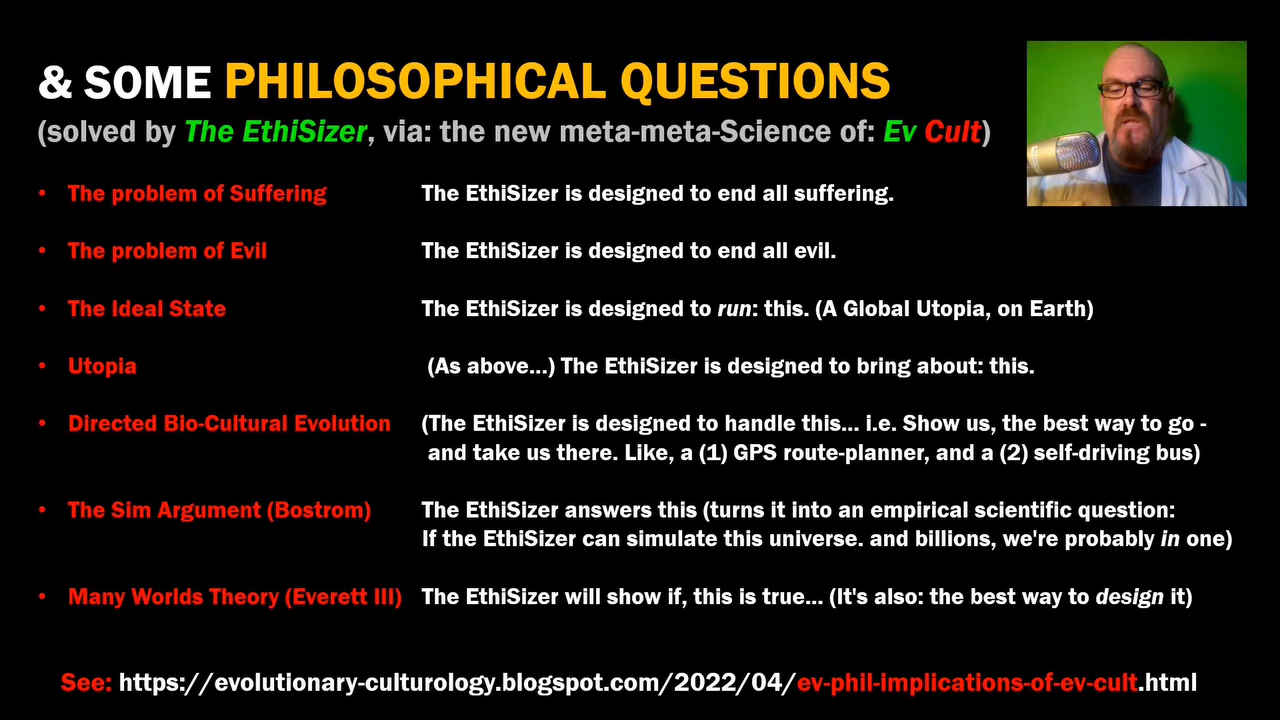 & SOME PHILOSOPHICAL QUESTIONS
(solved by The EthiSizer, via: the new meta-meta-Science of: Ev Cult)
• The problem of Suffering The EthiSizer is designed to end all suffering.
• The problem of Evil The EthiSizer is designed to end all evil.
• The Ideal State The EthiSizer is designed to run: this. (A Global Utopia, on Earth)
• Utopia (As above...) The EthiSizer is designed to bring about: this.
• Directed Bio-Cultural Evolution (The EthiSizer is designed to handle this... i.e. Show us, the best way to go -
and take us there. Like, a (1) GPS route-planner, and a (2) self-driving bus)
• The Sim Argument (Bostrom) The EthiSizer answers this (turns it into an empirical scientific question:
If the EthiSizer can simulate this universe. and billions, we're probably in one)
• Many Worlds Theory (Everett III) The EthiSizer will show if, this is true... (It's also: the best way to design it)
See: https://evolutionary-culturology.blogspot.com/2022/04/ev-phil-implications-of-ev-cult.html